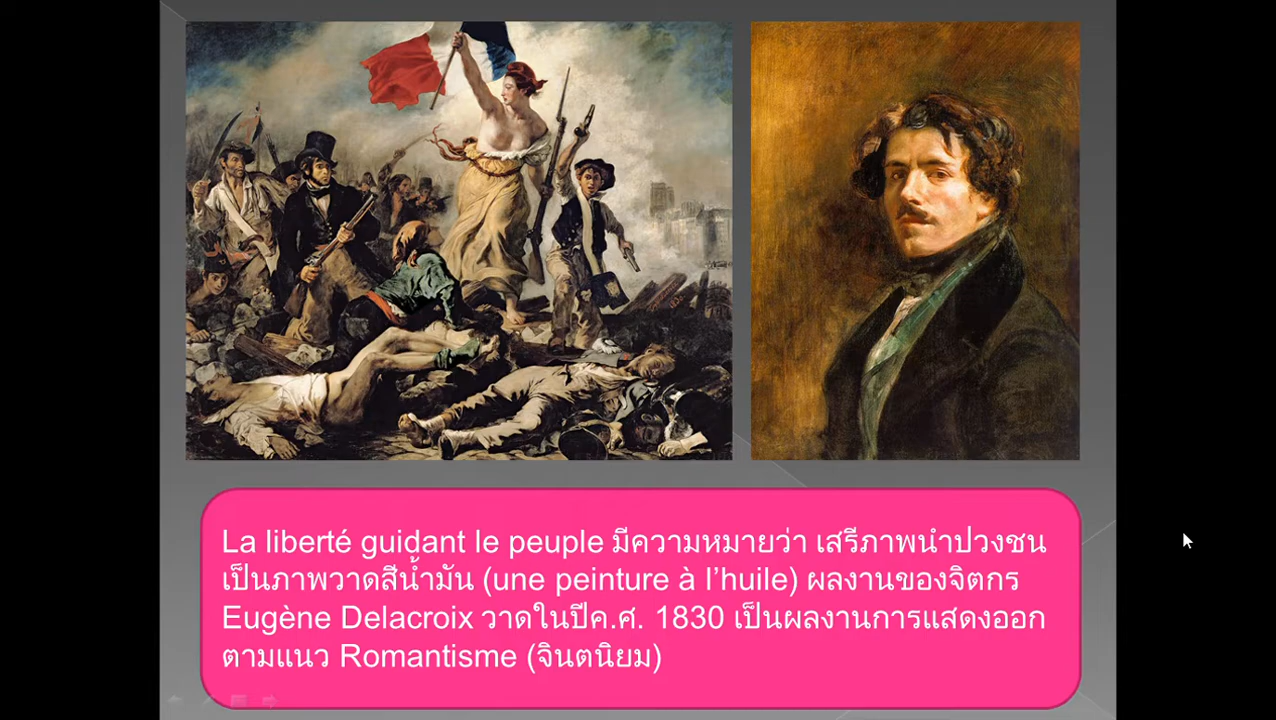 La liberté guidant le peuple มีความหมายว่า เสรีภาพนำปวงชน
เป็นภาพวาดสีน้ำมัน (une peinture à l’huile) ผลงานของจิตกร
Eugène Delacroix วาดในปีค.ศ. 1830 เป็นผลงานการแสดงออก
ตามแนว Romantisme (จินตนิยม)